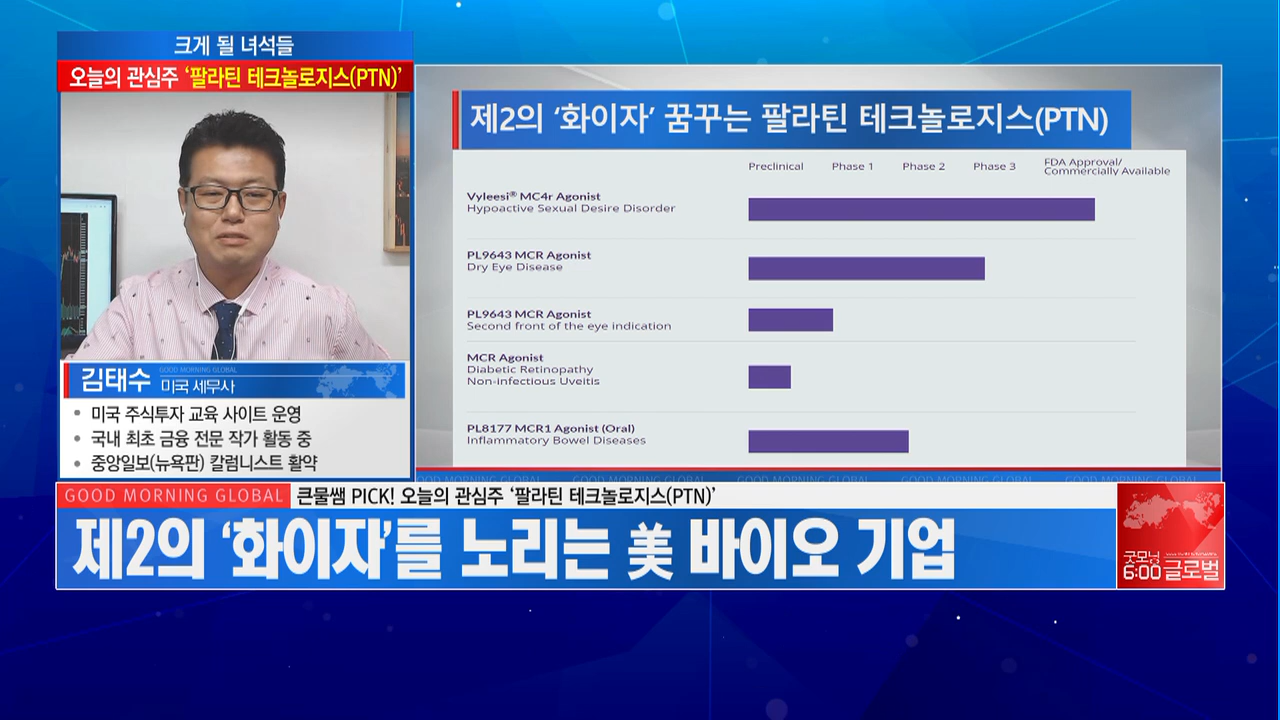 크게 될 녀석들
오늘의 관심주 ‘팔라틴 테크놀로지스(PTN)’
김태수
GOOD MORNING GLOBAL
미국 세무사
• 미국 주식투자 교육 사이트 운영
• 국내 최초 금융 전문 작가 활동 중
• 중앙일보(뉴욕판) 칼럼니스트 활약
제2의 ‘화이자’ 꿈꾸는 팔라틴 테크놀로지스(PTN)
Preclinical Phase 1 Phase 2 Phase 3 FDA Approval/
Commercially Available
Vyleesi® MC4r Agonist
Hypoactive Sexual Desire Disorder
PL9643 MCR Agonist
Dry Eye Disease
PL9643 MCR Agonist
Second front of the eye indication
MCR Agonist
Diabetic Retinopathy
Non-infectious Uveitis
PL8177 MCR1 Agonist (Oral)
Inflammatory Bowel Diseases
GOOD MORNING GLOBAL 큰물쌤 PICK! 오늘의 관심주 ‘팔라틴 테크놀로지스(PTN)’
제2의 ‘화이자’를 노리는 美 바이오 기업
굿모닝
6:00 글로벌